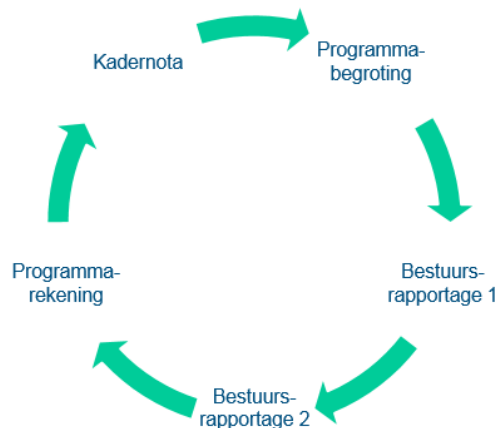 Kadernota
Programma-
begroting
Bestuurs-
rapportage 1
Bestuurs-
rapportage 2
Programma-
rekening